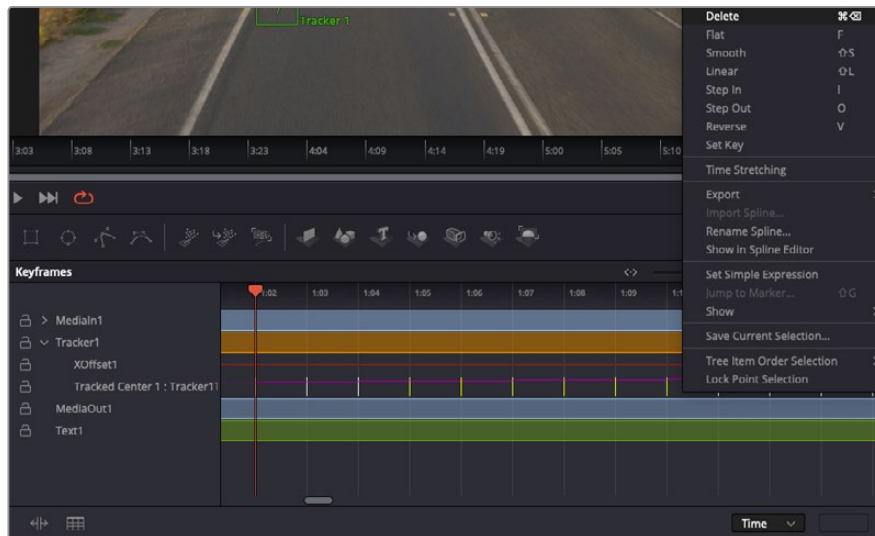 Tracker 1
Delete ⌘⌫
Flat F
Smooth ⇧S
Linear ⇧L
Step In I
Step Out O
Reverse V
Set Key
Time Stretching
Export
Import Spline...
Rename Spline...
Show in Spline Editor
Set Simple Expression
Jump to Marker... ⇧G
Show
Save Current Selection...
Tree Item Order Selection
Lock Point Selection
3:03 3:08 3:13 3:18 3:23 4:04 4:09 4:14 4:19 5:00 5:05 5:10
Keyframes
1:02 1:03 1:04 1:05 1:06 1:07 1:08 1:09
MediaIn1
Tracker1
XOffset1
Tracked Center 1 : Tracker1
MediaOut1
Text1
Time